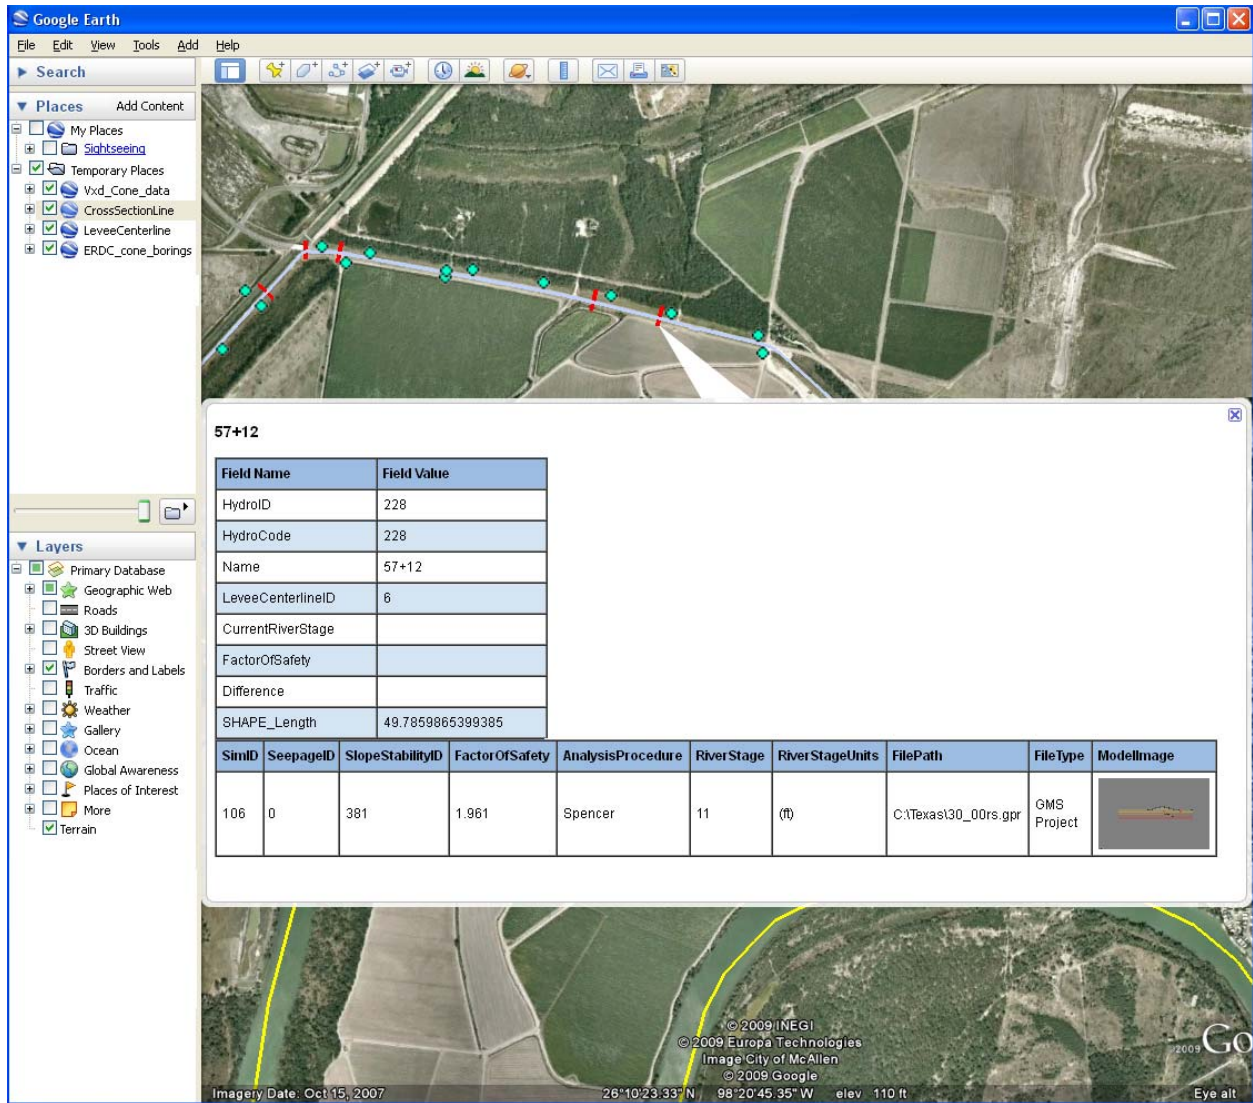 Google Earth
File Edit View Tools Add Help
Search
Places Add Content
My Places
Sightseeing
Temporary Places
Vxd_Cone_data
CrossSectionLine
LeveeCenterline
ERDC_cone_borings
Layers
Primary Database
Geographic Web
Roads
3D Buildings
Street View
Borders and Labels
Traffic
Weather
Gallery
Ocean
Global Awareness
Places of Interest
More
Terrain
57+12
Field Name Field Value
HydroID 228
HydroCode 228
Name 57+12
LeveeCenterlineID 6
CurrentRiverStage
FactorOfSafety
Difference
SHAPE_Length 49.7859865399385
SimID SeepageID SlopeStabilityID FactorOfSafety AnalysisProcedure RiverStage RiverStageUnits FilePath FileType ModelImage
106 0 381 1.961 Spencer 11 (ft) C:\Texas\30_00rs.gpr GMS Project
© 2009 INEGI
© 2009 Europa Technologies
Image City of McAllen
© 2009 Google
2009 Go
Imagery Date: Oct 15, 2007 26°10'23.33" N 98°20'45.35" W elev 110 ft Eye alt